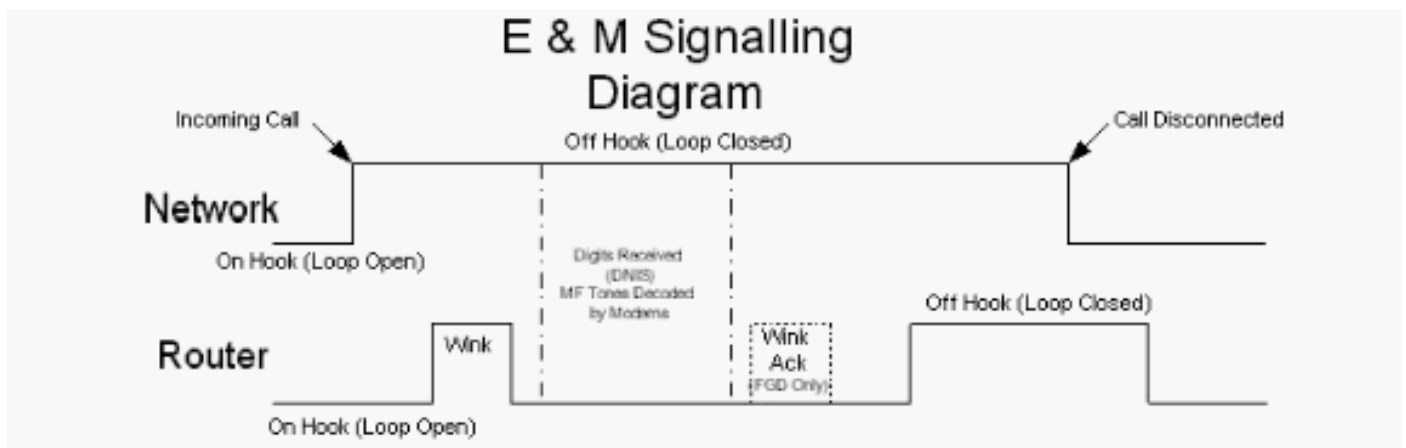 E & M Signalling
Diagram
Incoming Call
Call Disconnected
Off Hook (Loop Closed)
Network
On Hook (Loop Open)
Digits Received
(DNIS)
MF Tones Decoded
by Modems
Off Hook (Loop Closed)
Router
Wink
Wink
Ack
(FGD Only)
On Hook (Loop Open)